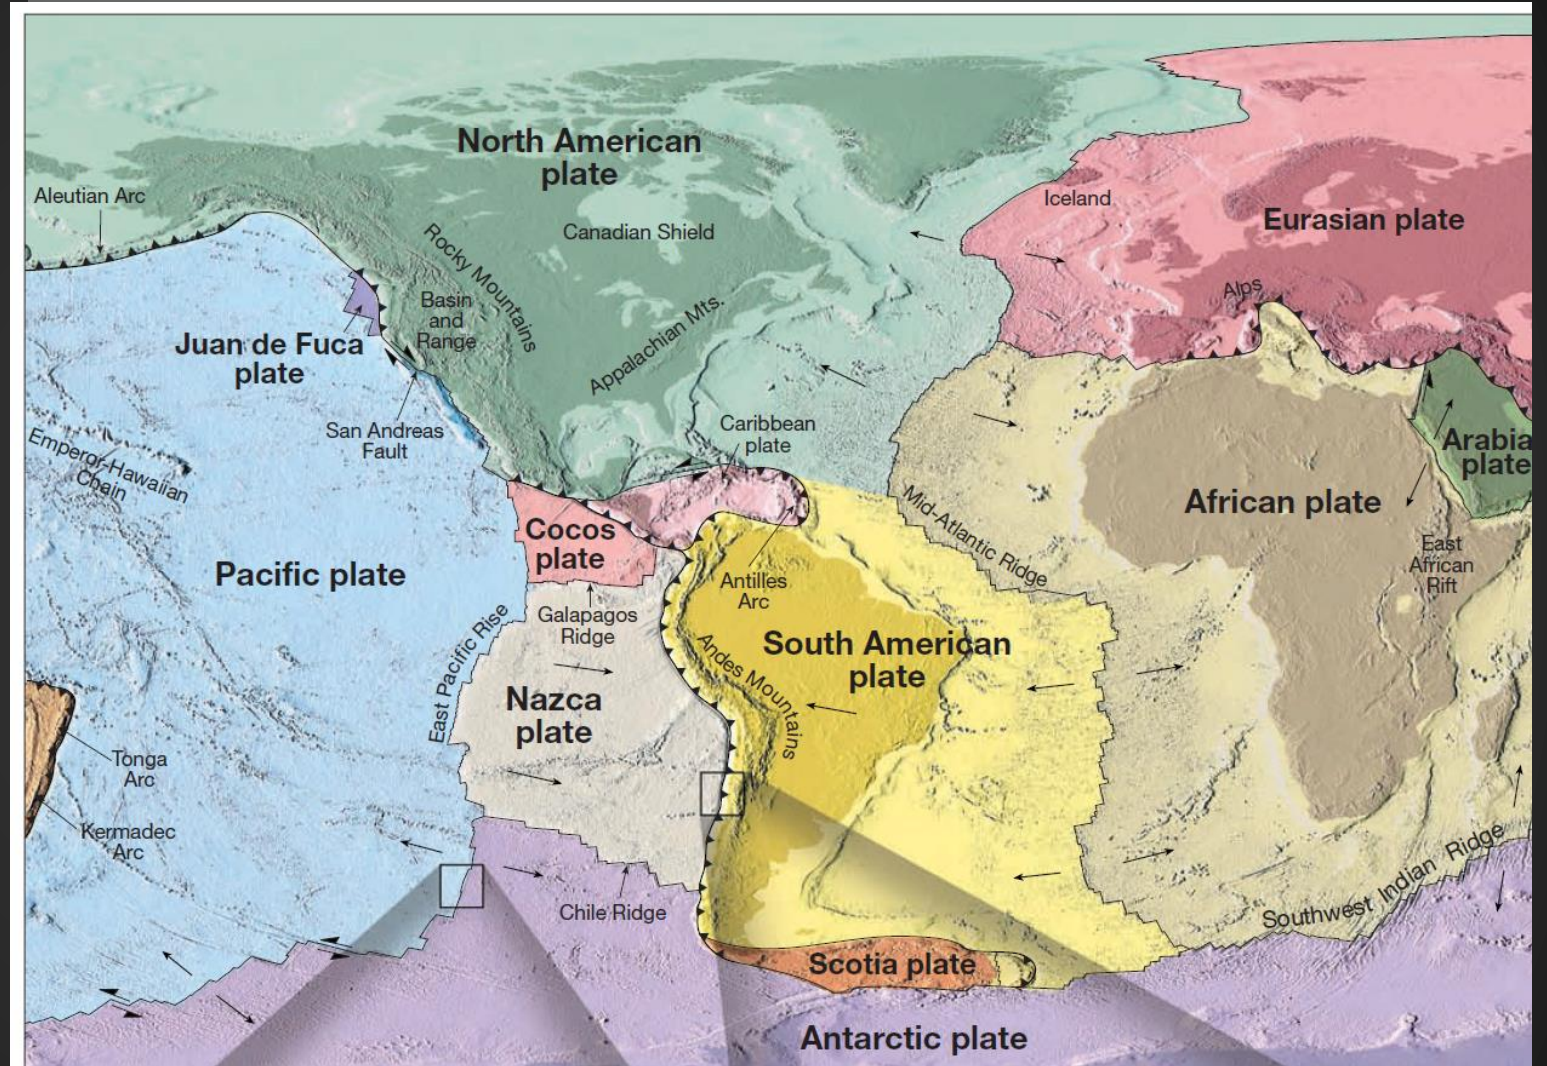 North American
plate
Aleutian Arc
Iceland
Eurasian plate
Canadian Shield
Rocky Mountains
Alps
Basin
and
Range
Appalachian Mts.
Juan de Fuca
plate
San Andreas
Fault
Caribbean
plate
Emperor-Hawaiian
Chain
Arabia
plate
African plate
Mid-Atlantic Ridge
Cocos
plate
East
African
Rift
Pacific plate
Antilles
Arc
Galapagos
Ridge
East Pacific Rise
Andes Mountains
South American
plate
Nazca
plate
Tonga
Arc
Kermadec
Arc
Southwest Indian Ridge
Chile Ridge
Scotia plate
Antarctic plate